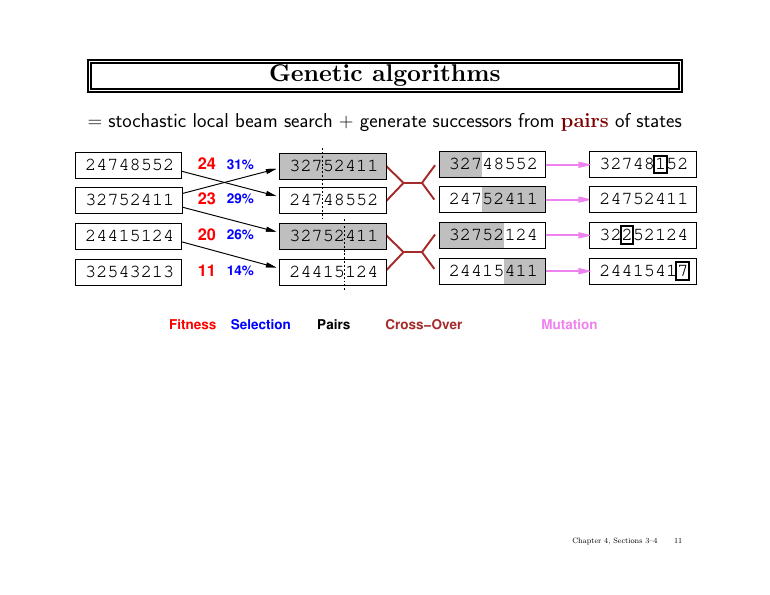 Genetic algorithms
= stochastic local beam search + generate successors from pairs of states
24748552 24 31% 32752411 32748552 32748152
32752411 23 29% 24748552 24752411 24752411
24415124 20 26% 32752411 32752124 32252124
32543213 11 14% 24415124 24415411 24415417
Fitness Selection Pairs Cross−Over Mutation
Chapter 4, Sections 3–4 11